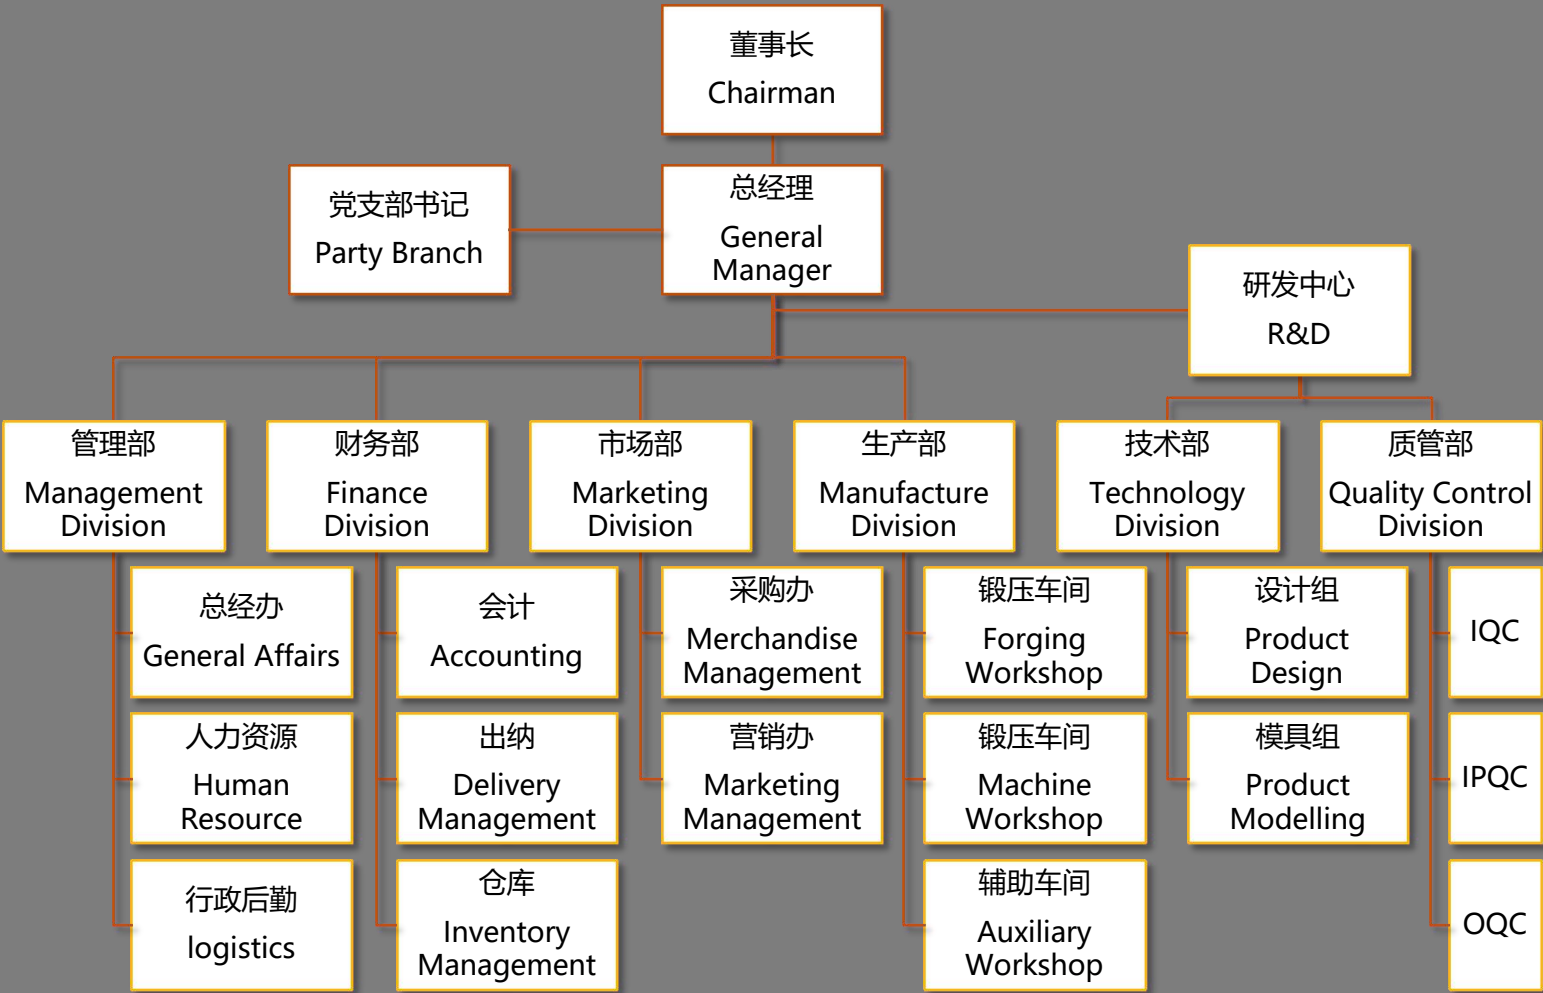 董事长
Chairman
党支部书记
Party Branch
总经理
General
Manager
研发中心
R&D
管理部
Management
Division
财务部
Finance
Division
市场部
Marketing
Division
生产部
Manufacture
Division
技术部
Technology
Division
质管部
Quality Control
Division
总经办
General Affairs
人力资源
Human
Resource
行政后勤
logistics
会计
Accounting
出纳
Delivery
Management
仓库
Inventory
Management
采购办
Merchandise
Management
营销办
Marketing
Management
锻压车间
Forging
Workshop
锻压车间
Machine
Workshop
辅助车间
Auxiliary
Workshop
设计组
Product
Design
模具组
Product
Modelling
IQC
IPQC
OQC